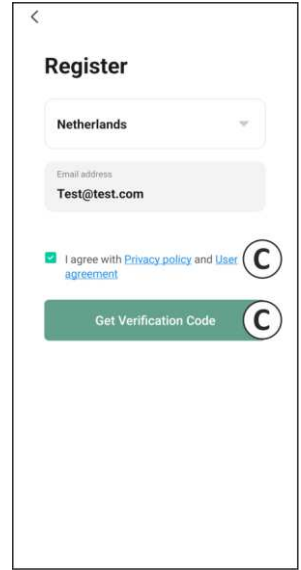 Register
Netherlands
Email address
Test@test.com
I agree with Privacy policy and User
agreement
C
Get Verification Code
C